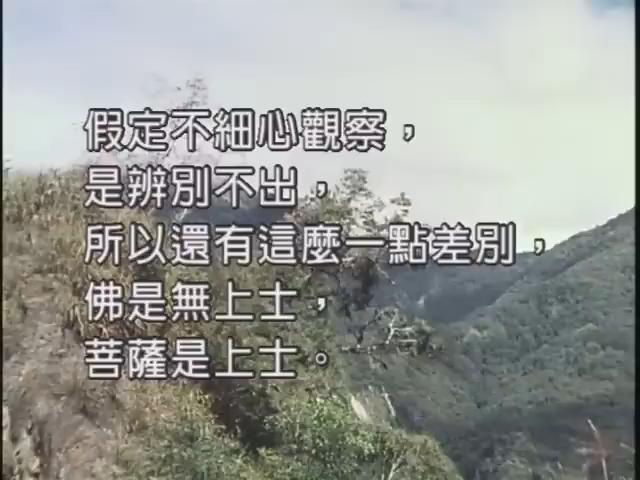 假定不細心觀察，
是辨別不出，
所以還有這麼一點差別，
佛是無上士，
菩薩是上士。